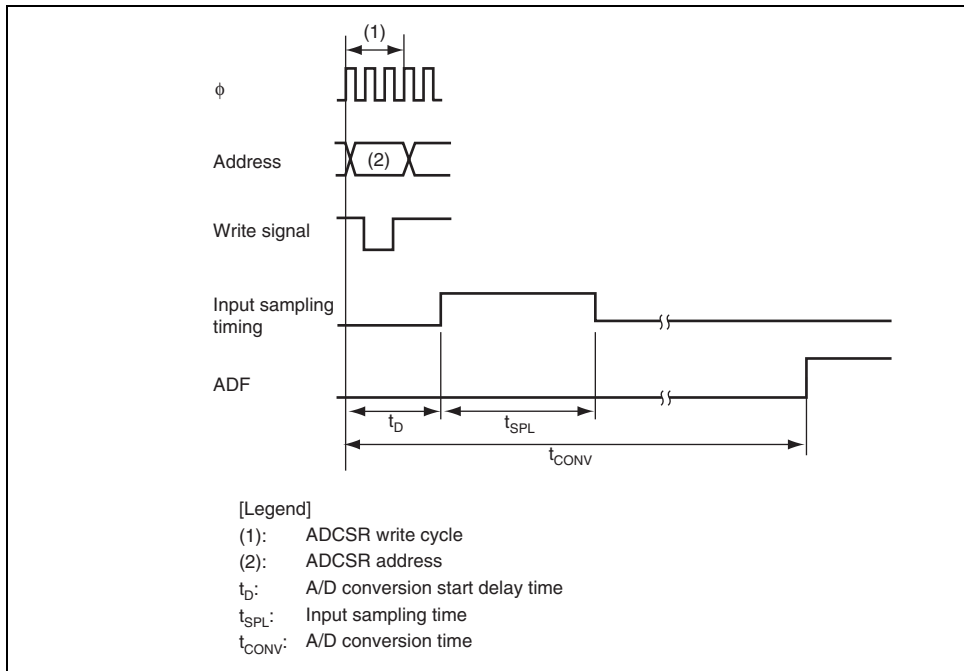 (1)
ϕ
Address
(2)
Write signal
Input sampling
timing
ADF
tD
tSPL
tCONV
[Legend]
(1): ADCSR write cycle
(2): ADCSR address
tD: A/D conversion start delay time
tSPL: Input sampling time
tCONV: A/D conversion time